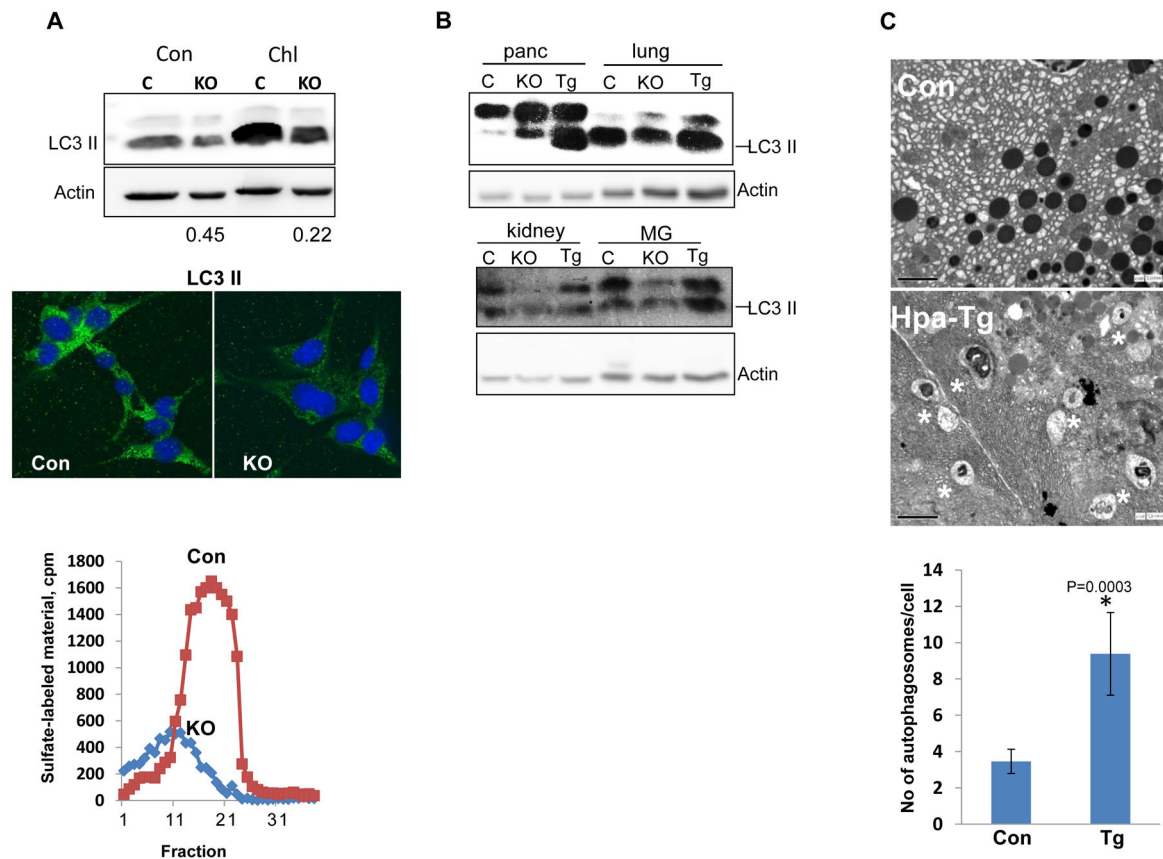 A
Con Chl
C KO C KO
LC3 II
Actin
0.45 0.22
LC3 II
Con KO
Sulfate-labeled material, cpm
1800
1600
1400
1200
1000
800
600
400
200
0
Con
KO
1 11 21 31
Fraction
B
panc lung
C KO Tg C KO Tg
LC3 II
Actin
kidney MG
C KO Tg C KO Tg
LC3 II
Actin
C
Con
Hpa-Tg
* * * * * *
No of autophagosomes/cell
14
12
10
8
6
4
2
0
P=0.0003
*
Con Tg